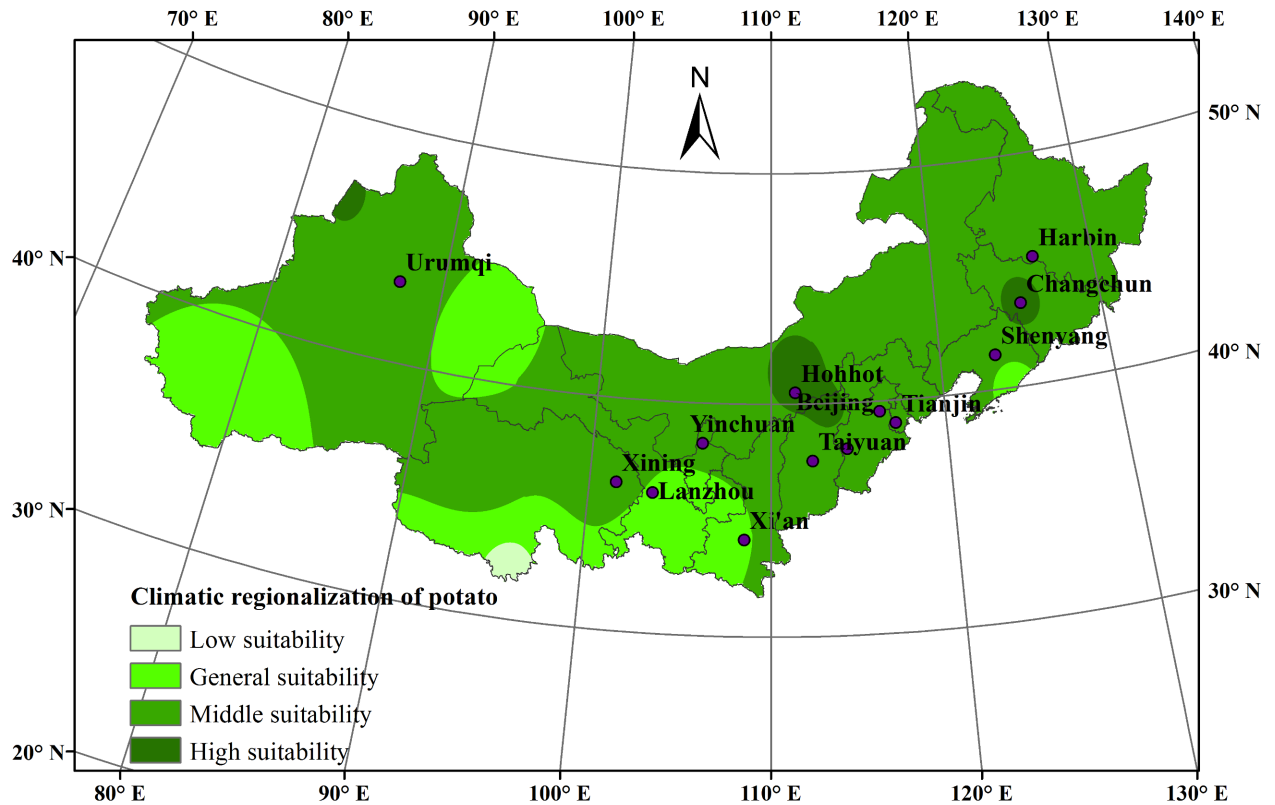 70° E 80° E 90° E 100° E 110° E 120° E 130° E 140° E
N
50° N
Harbin
40° N
Urumqi
Changchun
Shenyang
40° N
Hohhot
Beijing
Tianjin
Yinchuan
Taiyuan
Xining
Lanzhou
30° N
Xi'an
30° N
Climatic regionalization of potato
Low suitability
General suitability
Middle suitability
High suitability
20° N
80° E 90° E 100° E 110° E 120° E 130° E